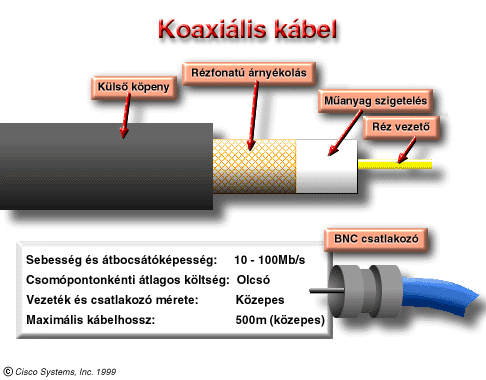 Koaxiális kábel
Külső köpeny
Rézfonatú árnyékolás
Műanyag szigetelés
Réz vezető
BNC csatlakozó
Sebesség és átbocsátóképesség: 10 - 100Mb/s
Csomópontonkénti átlagos költség: Olcsó
Vezeték és csatlakozó mérete: Közepes
Maximális kábelhossz: 500m (közepes)
© Cisco Systems, Inc. 1999